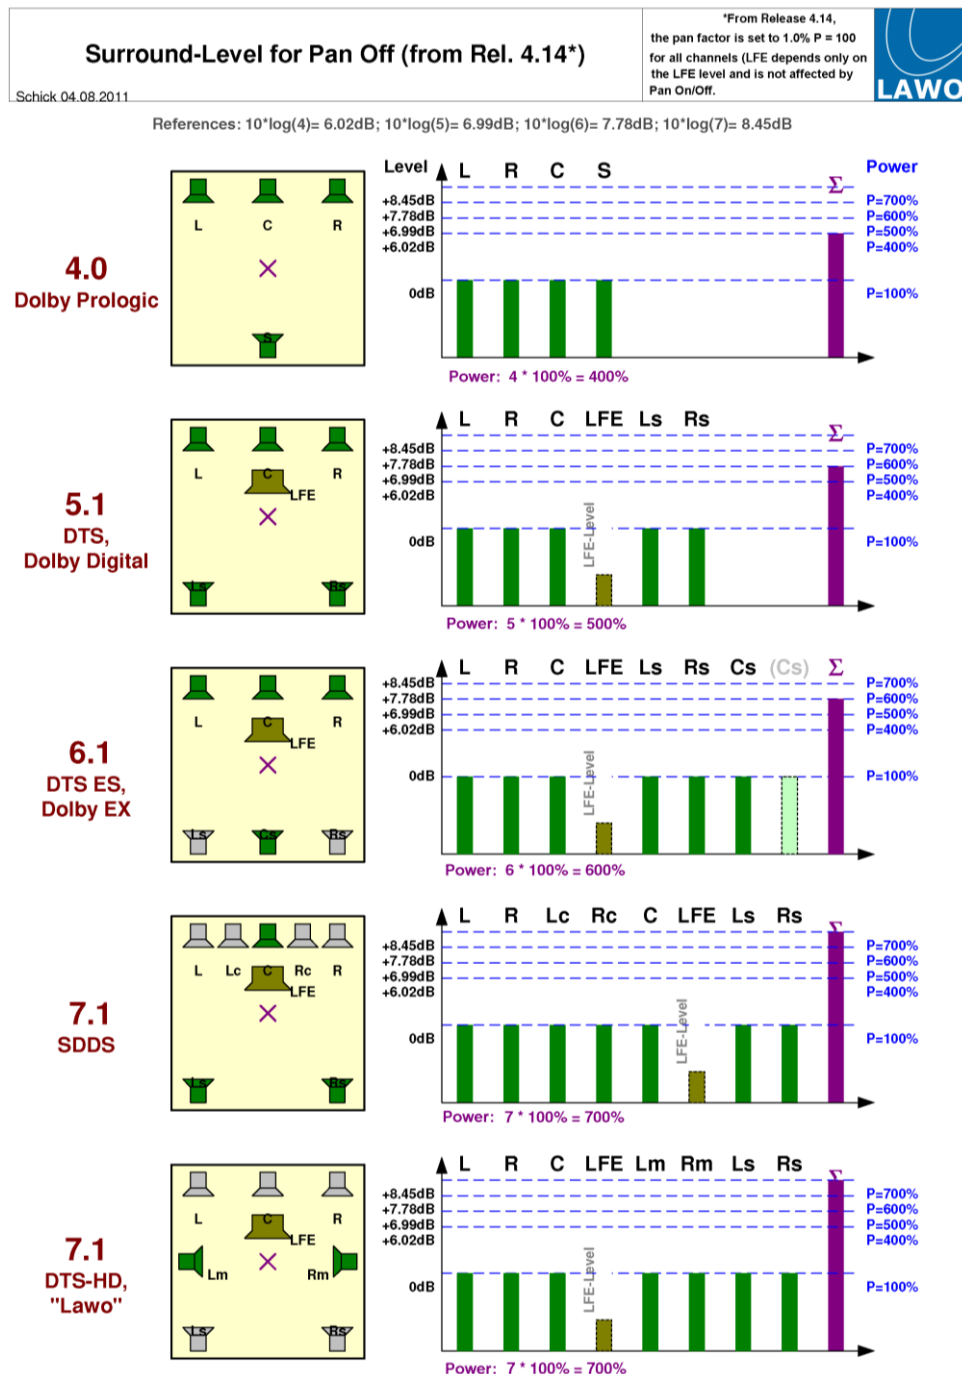 Surround-Level for Pan Off (from Rel. 4.14*)
Schick 04.08.2011
*From Release 4.14,
the pan factor is set to 1.0% P = 100
for all channels (LFE depends only on
the LFE level and is not affected by
Pan On/Off.
LAWO
References: 10*log(4)= 6.02dB; 10*log(5)= 6.99dB; 10*log(6)= 7.78dB; 10*log(7)= 8.45dB
4.0
Dolby Prologic
L C R
S
Level L R C S Power
Σ
+8.45dB P=700%
+7.78dB P=600%
+6.99dB P=500%
+6.02dB P=400%
0dB P=100%
Power: 4 * 100% = 400%
5.1
DTS,
Dolby Digital
L C R
LFE
Ls Rs
L R C LFE Ls Rs
Σ
+8.45dB P=700%
+7.78dB P=600%
+6.99dB P=500%
+6.02dB P=400%
LFE-Level
0dB P=100%
Power: 5 * 100% = 500%
6.1
DTS ES,
Dolby EX
L C R
LFE
Ls Cs Rs
L R C LFE Ls Rs Cs (Cs) Σ
+8.45dB P=700%
+7.78dB P=600%
+6.99dB P=500%
+6.02dB P=400%
LFE-Level
0dB P=100%
Power: 6 * 100% = 600%
7.1
SDDS
L Lc C Rc R
LFE
Ls Rs
L R Lc Rc C LFE Ls Rs
Σ
+8.45dB P=700%
+7.78dB P=600%
+6.99dB P=500%
+6.02dB P=400%
LFE-Level
0dB P=100%
Power: 7 * 100% = 700%
7.1
DTS-HD,
"Lawo"
L C R
LFE
Lm Rm
Ls Rs
L R C LFE Lm Rm Ls Rs
Σ
+8.45dB P=700%
+7.78dB P=600%
+6.99dB P=500%
+6.02dB P=400%
LFE-Level
0dB P=100%
Power: 7 * 100% = 700%